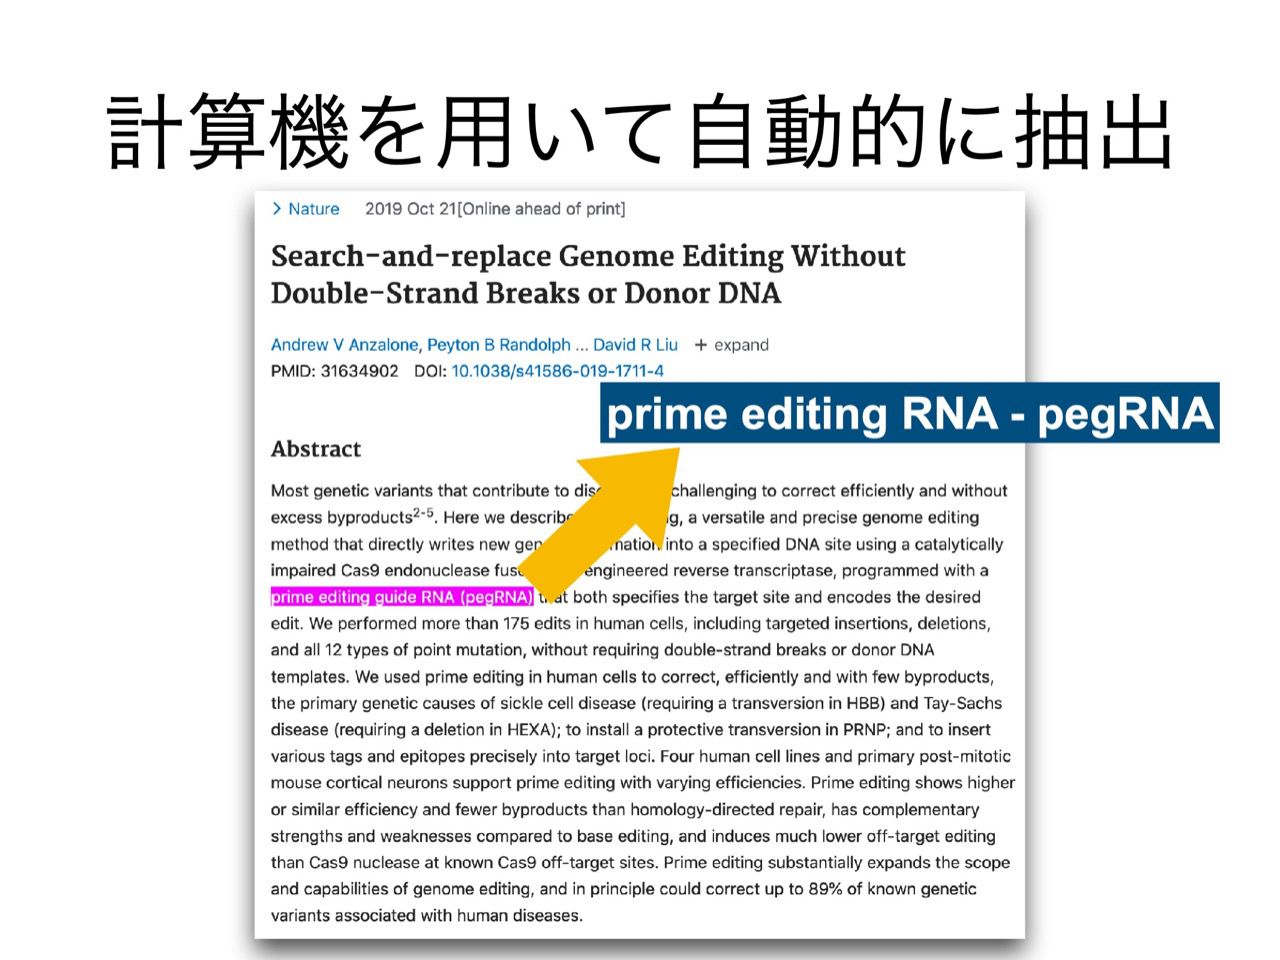 計算機を用いて自動的に抽出
> Nature 2019 Oct 21[Online ahead of print]
Search-and-replace Genome Editing Without
Double-Strand Breaks or Donor DNA
Andrew V Anzalone, Peyton B Randolph ... David R Liu + expand
PMID: 31634902 DOI: 10.1038/s41586-019-1711-4
prime editing RNA - pegRNA
Abstract
Most genetic variants that contribute to challenging to correct efficiently and without
excess byproducts2-5. Here we describe a versatile and precise genome editing
method that directly writes new into a specified DNA site using a catalytically
impaired Cas9 endonuclease engineered reverse transcriptase, programmed with a
prime editing guide RNA (pegRNA) that both specifies the target site and encodes the desired
edit. We performed more than 175 edits in human cells, including targeted insertions, deletions,
and all 12 types of point mutation, without requiring double-strand breaks or donor DNA
templates. We used prime editing in human cells to correct, efficiently and with few byproducts,
the primary genetic causes of sickle cell disease (requiring a transversion in HBB) and Tay-Sachs
disease (requiring a deletion in HEXA); to install a protective transversion in PRNP; and to insert
various tags and epitopes precisely into target loci. Four human cell lines and primary post-mitotic
mouse cortical neurons support prime editing with varying efficiencies. Prime editing shows higher
or similar efficiency and fewer byproducts than homology-directed repair, has complementary
strengths and weaknesses compared to base editing, and induces much lower off-target editing
than Cas9 nuclease at known Cas9 off-target sites. Prime editing substantially expands the scope
and capabilities of genome editing, and in principle could correct up to 89% of known genetic
variants associated with human diseases.